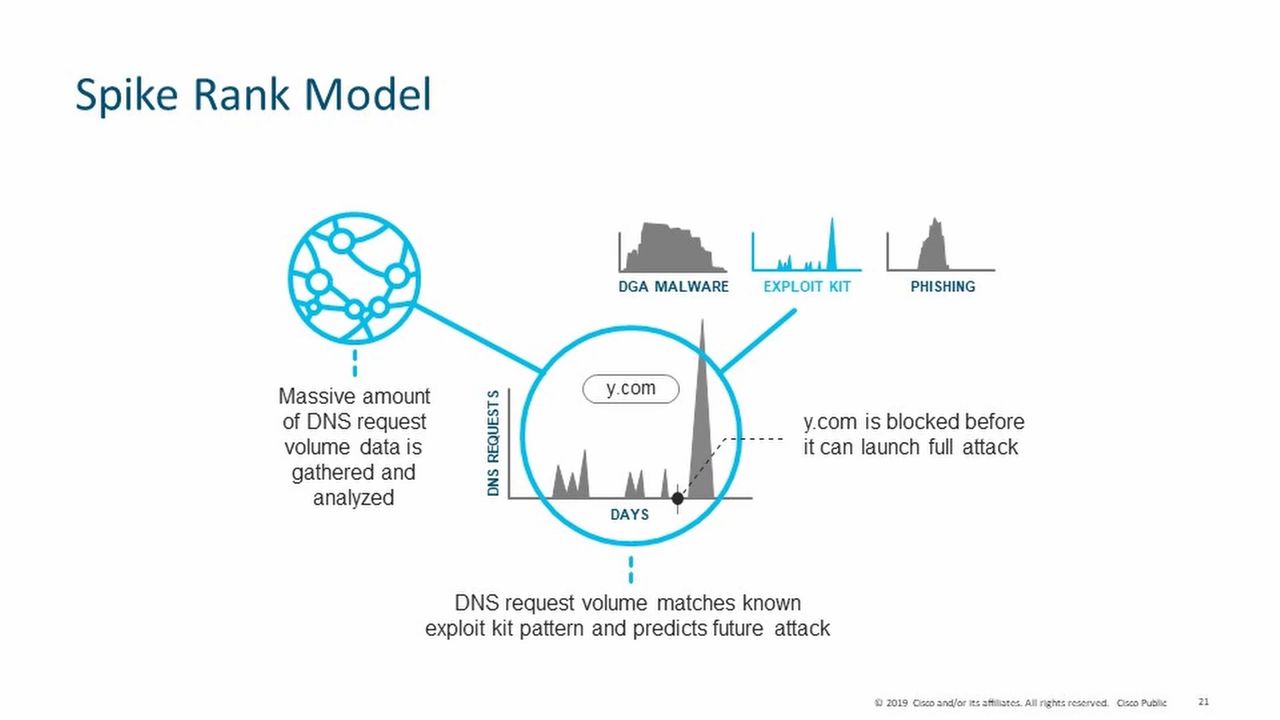 Spike Rank Model
DGA MALWARE
EXPLOIT KIT
PHISHING
y.com
DNS REQUESTS
DAYS
Massive amount
of DNS request
volume data is
gathered and
analyzed
y.com is blocked before
it can launch full attack
DNS request volume matches known
exploit kit pattern and predicts future attack
© 2019 Cisco and/or its affiliates. All rights reserved. Cisco Public
21